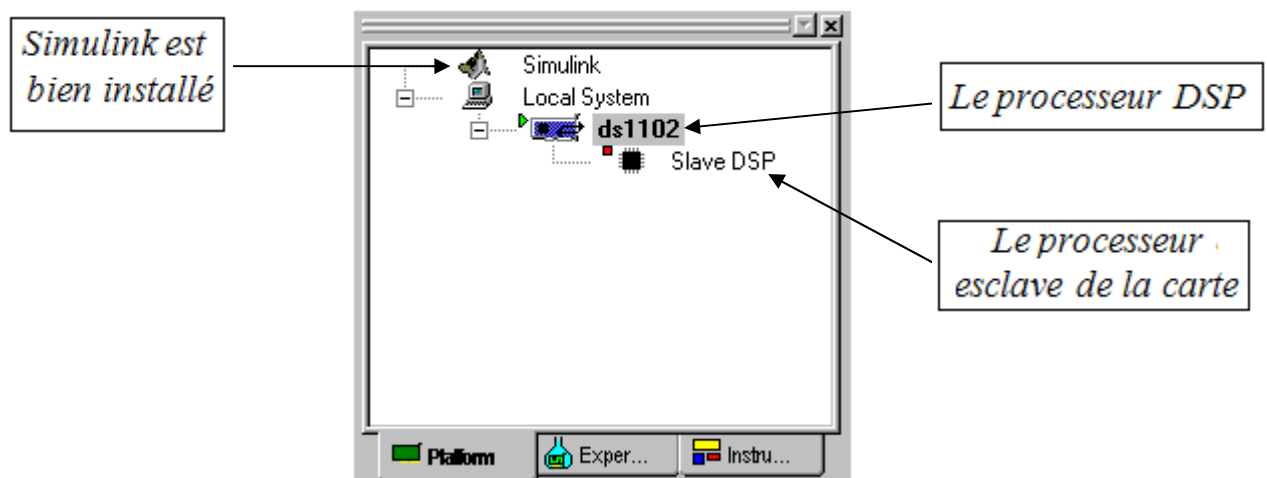 Simulink est
bien installé
Simulink
Local System
ds1102
Slave DSP
Le processeur DSP
Le processeur
esclave de la carte
Platform
Exper...
Instru...